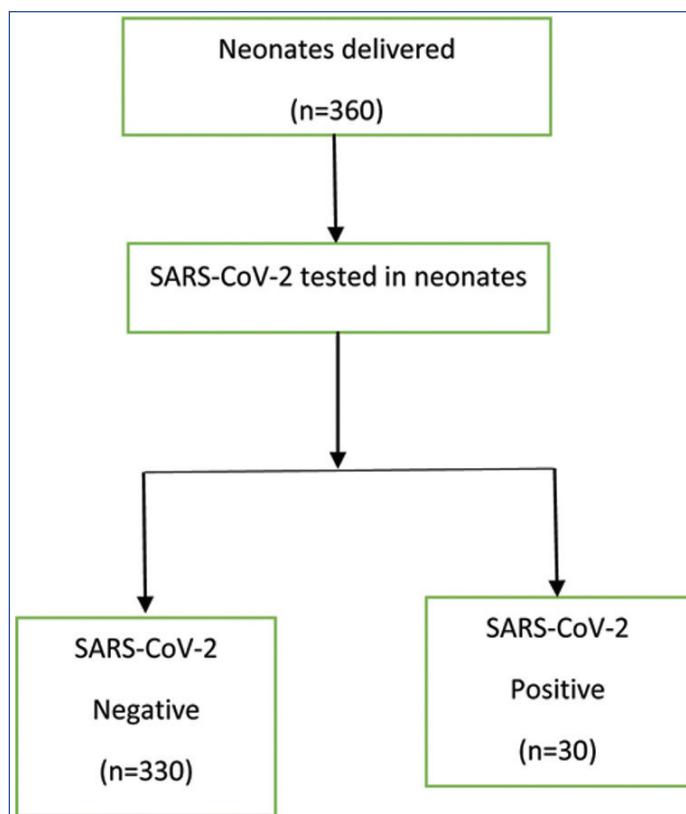 Neonates delivered
(n=360)
SARS-CoV-2 tested in neonates
SARS-CoV-2
Negative
(n=330)
SARS-CoV-2
Positive
(n=30)